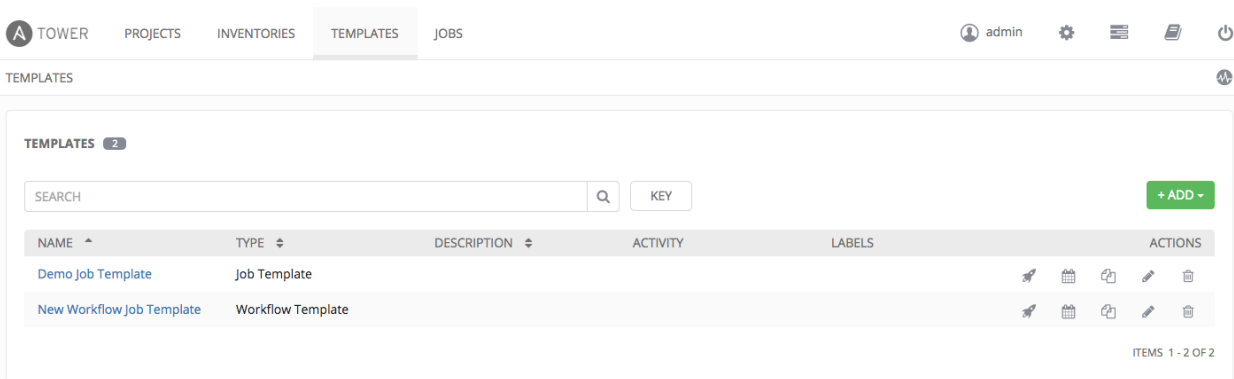 A TOWER PROJECTS INVENTORIES TEMPLATES JOBS admin
TEMPLATES
TEMPLATES 2
SEARCH KEY + ADD
NAME TYPE DESCRIPTION ACTIVITY LABELS ACTIONS
Demo Job Template Job Template
New Workflow Job Template Workflow Template
ITEMS 1 - 2 OF 2